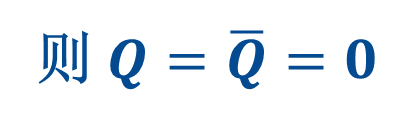 则 Q = Q̅ = 0